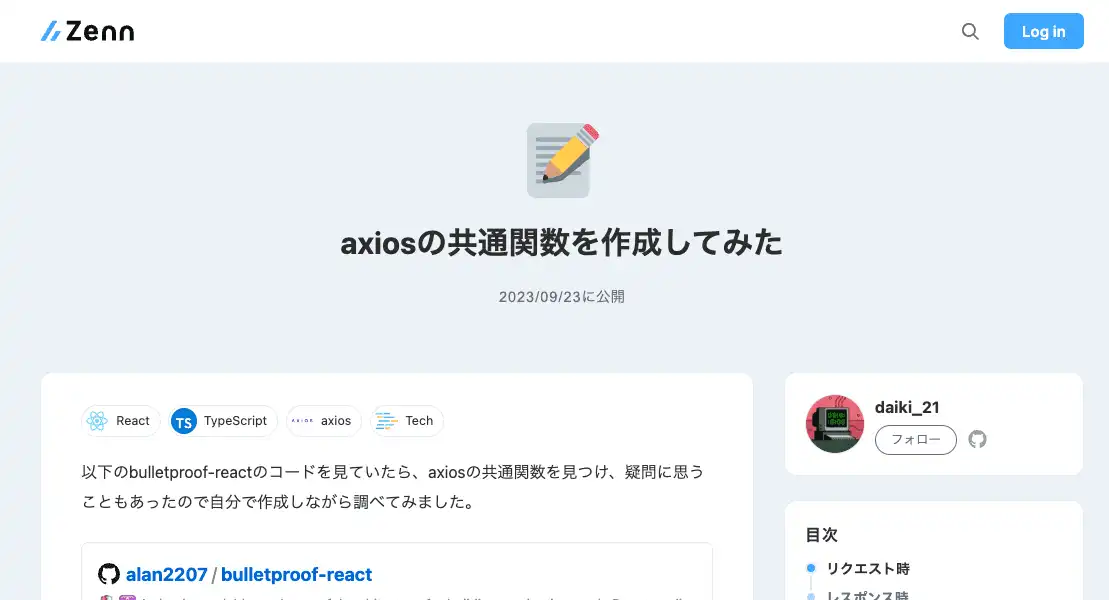 Zenn
Log in
axiosの共通関数を作成してみた
2023/09/23に公開
React
TypeScript
axios
Tech
以下のbulletproof-reactのコードを見ていたら、axiosの共通関数を見つけ、疑問に思う
こともあったので自分で作成しながら調べてみました。
alan2207/bulletproof-react
daiki_21
フォロー
目次
リクエスト時
レスポンス時